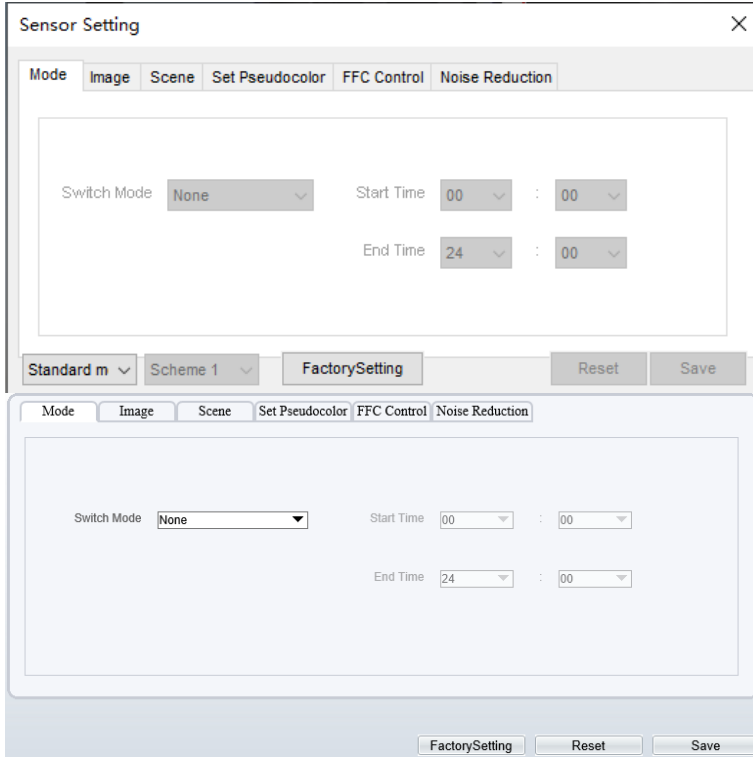 Sensor Setting
Mode Image Scene Set Pseudocolor FFC Control Noise Reduction
Switch Mode None Start Time 00 : 00
End Time 24 : 00
Standard m Scheme 1 FactorySetting Reset Save
Mode Image Scene Set Pseudocolor FFC Control Noise Reduction
Switch Mode None Start Time 00 : 00
End Time 24 : 00
FactorySetting Reset Save